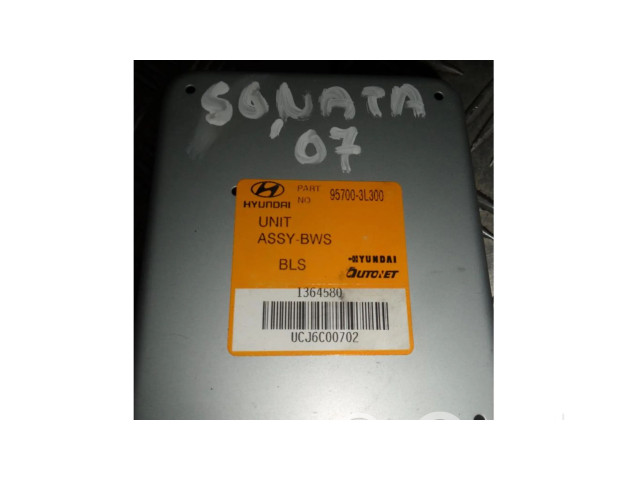 SONATA
'07
HYUNDAI
PART NO 95700-3L300
UNIT
ASSY-BWS
BLS
HYUNDAI
AUTONET
1364580
UCJ6C00702